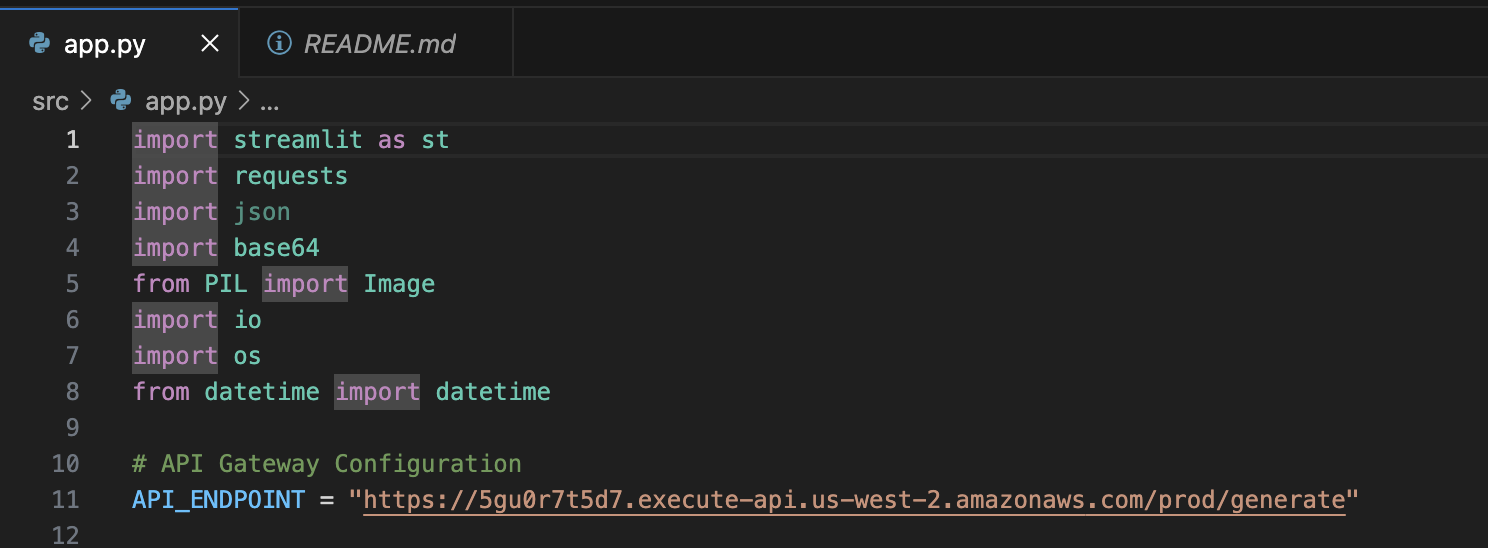 app.py
README.md
src > app.py > ...
1 import streamlit as st
2 import requests
3 import json
4 import base64
5 from PIL import Image
6 import io
7 import os
8 from datetime import datetime
9
10 # API Gateway Configuration
11 API_ENDPOINT = "https://5gu0r7t5d7.execute-api.us-west-2.amazonaws.com/prod/generate"
12